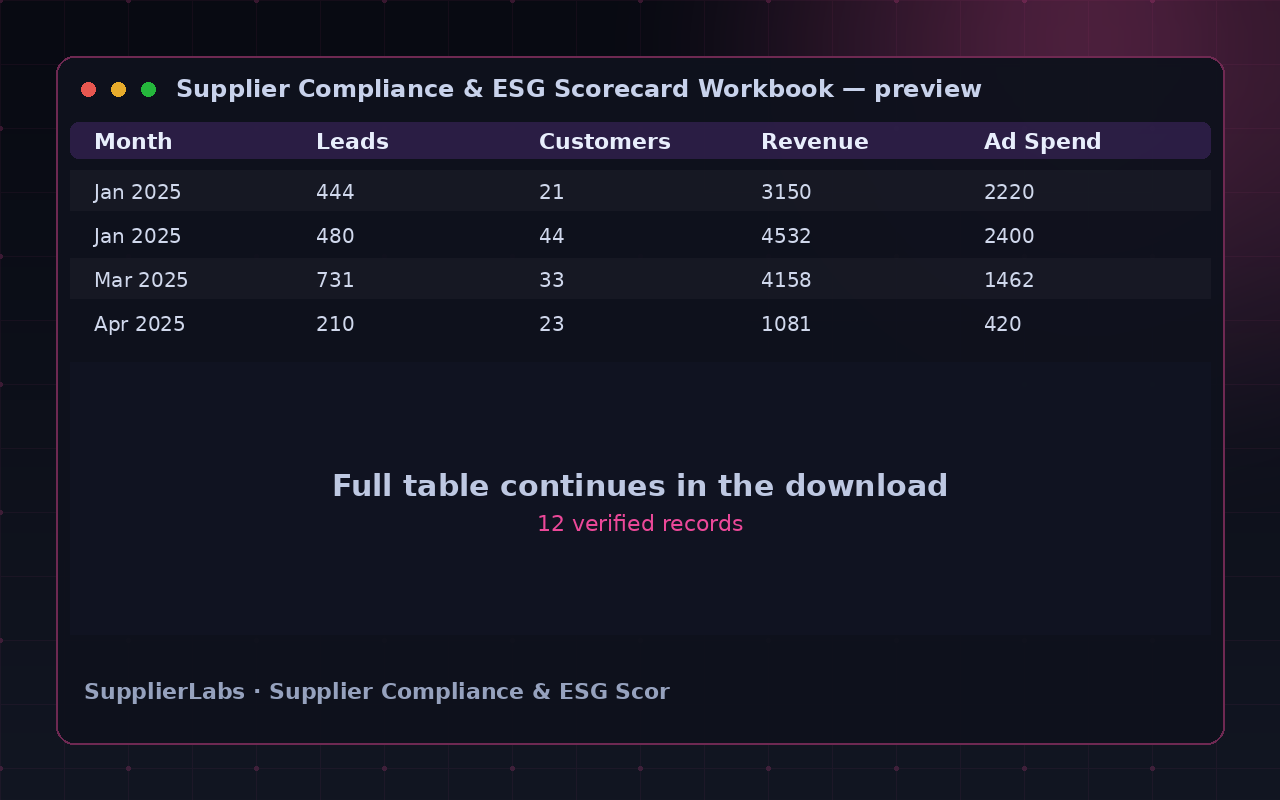 Supplier Compliance & ESG Scorecard Workbook — preview
Month Leads Customers Revenue Ad Spend
Jan 2025 444 21 3150 2220
Jan 2025 480 44 4532 2400
Mar 2025 731 33 4158 1462
Apr 2025 210 23 1081 420
Full table continues in the download
12 verified records
SupplierLabs · Supplier Compliance & ESG Scor